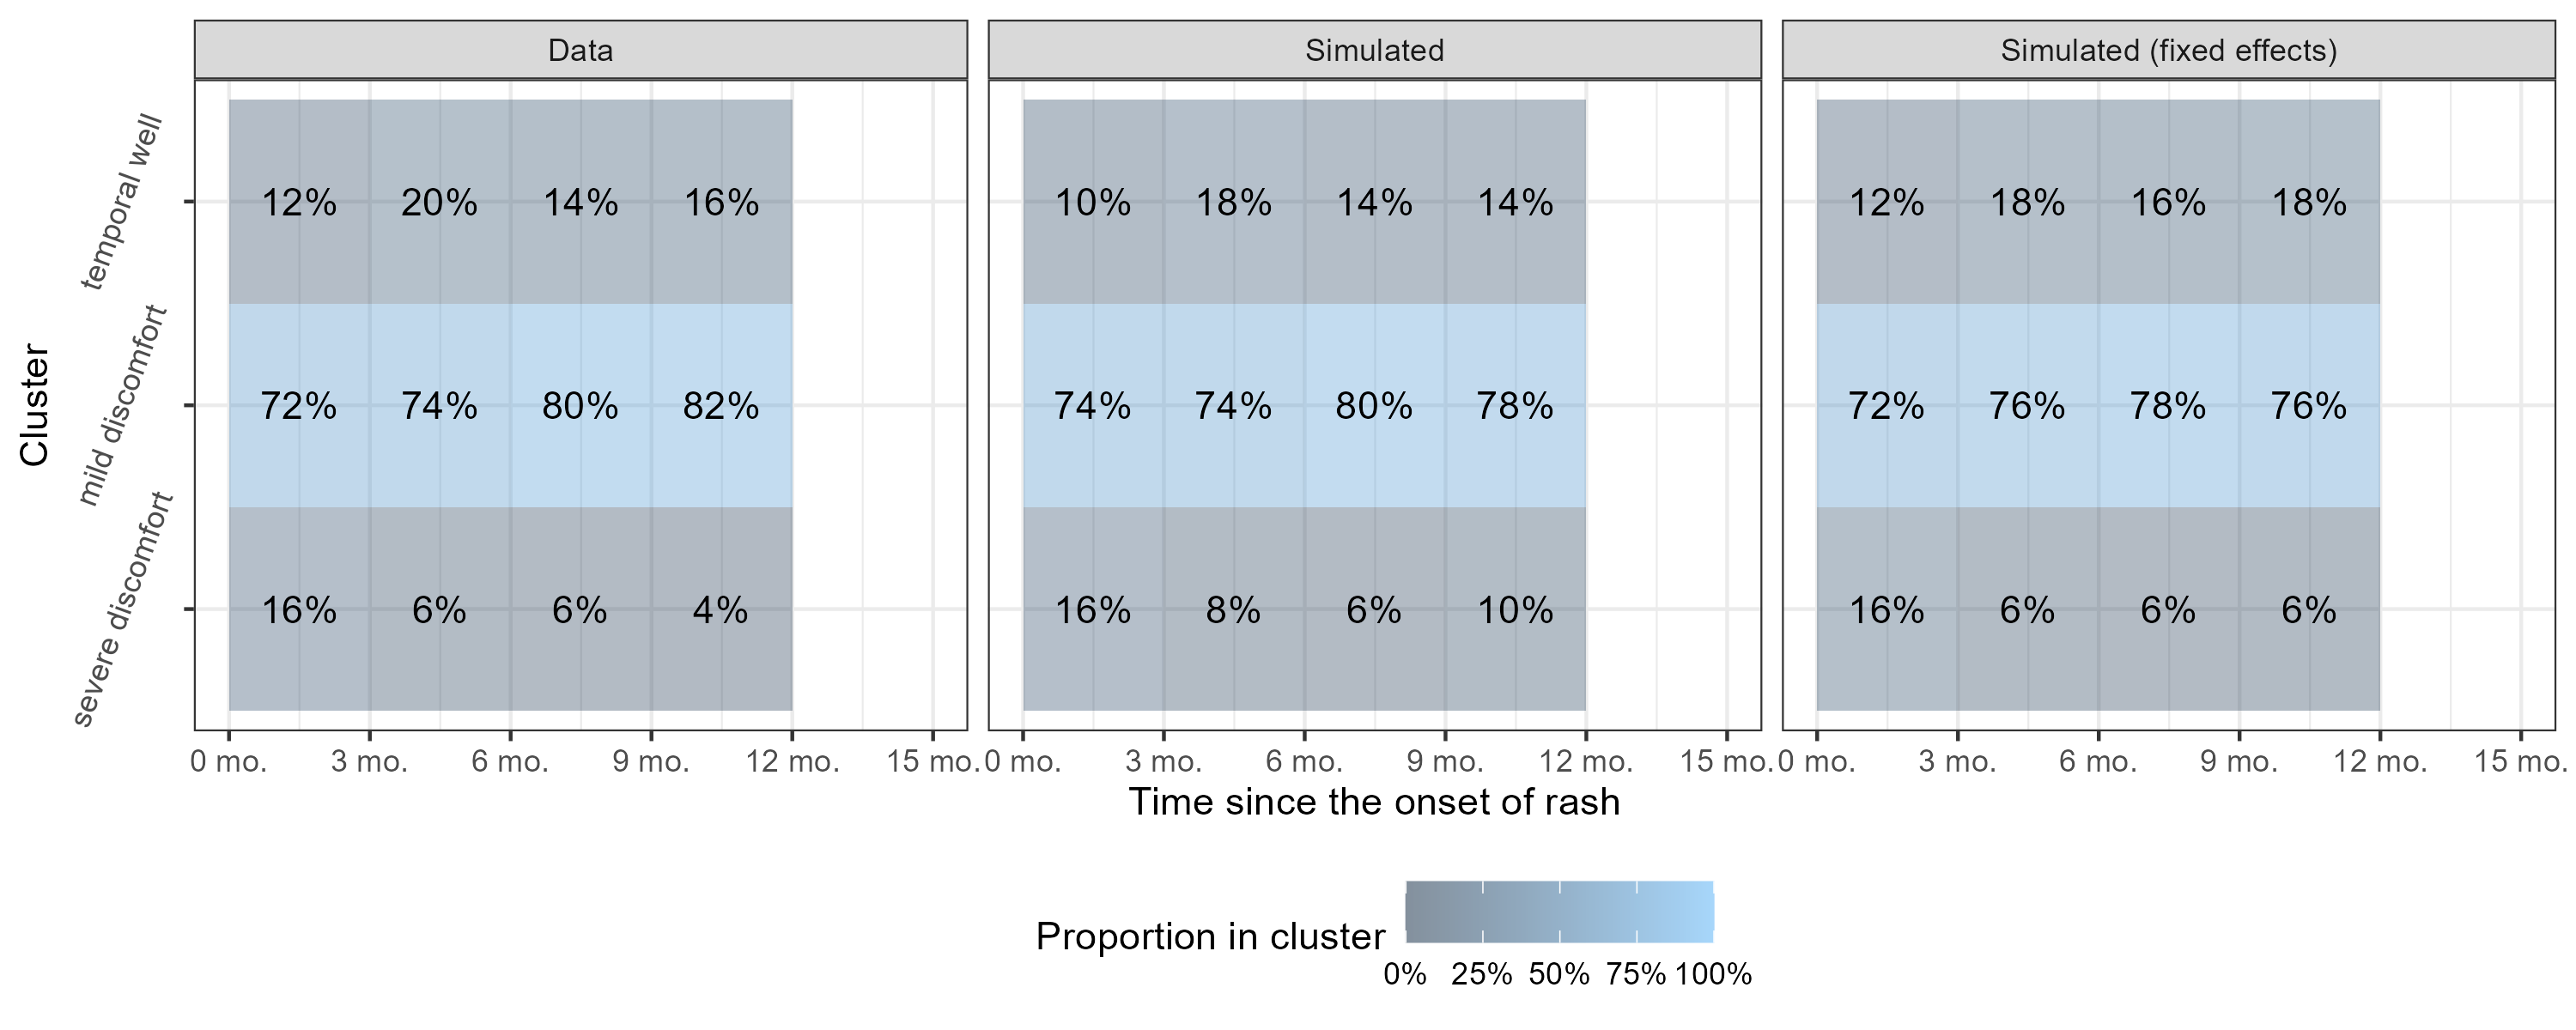 Data Simulated Simulated (fixed effects)
temporal well
12% 20% 14% 16% 10% 18% 14% 14% 12% 18% 16% 18%
Cluster
mild discomfort
72% 74% 80% 82% 74% 74% 80% 78% 72% 76% 78% 76%
severe discomfort
16% 6% 6% 4% 16% 8% 6% 10% 16% 6% 6% 6%
0 mo. 3 mo. 6 mo. 9 mo. 12 mo. 15 mo. 0 mo. 3 mo. 6 mo. 9 mo. 12 mo. 15 mo. 0 mo. 3 mo. 6 mo. 9 mo. 12 mo. 15 mo.
Time since the onset of rash
Proportion in cluster
0% 25% 50% 75% 100%